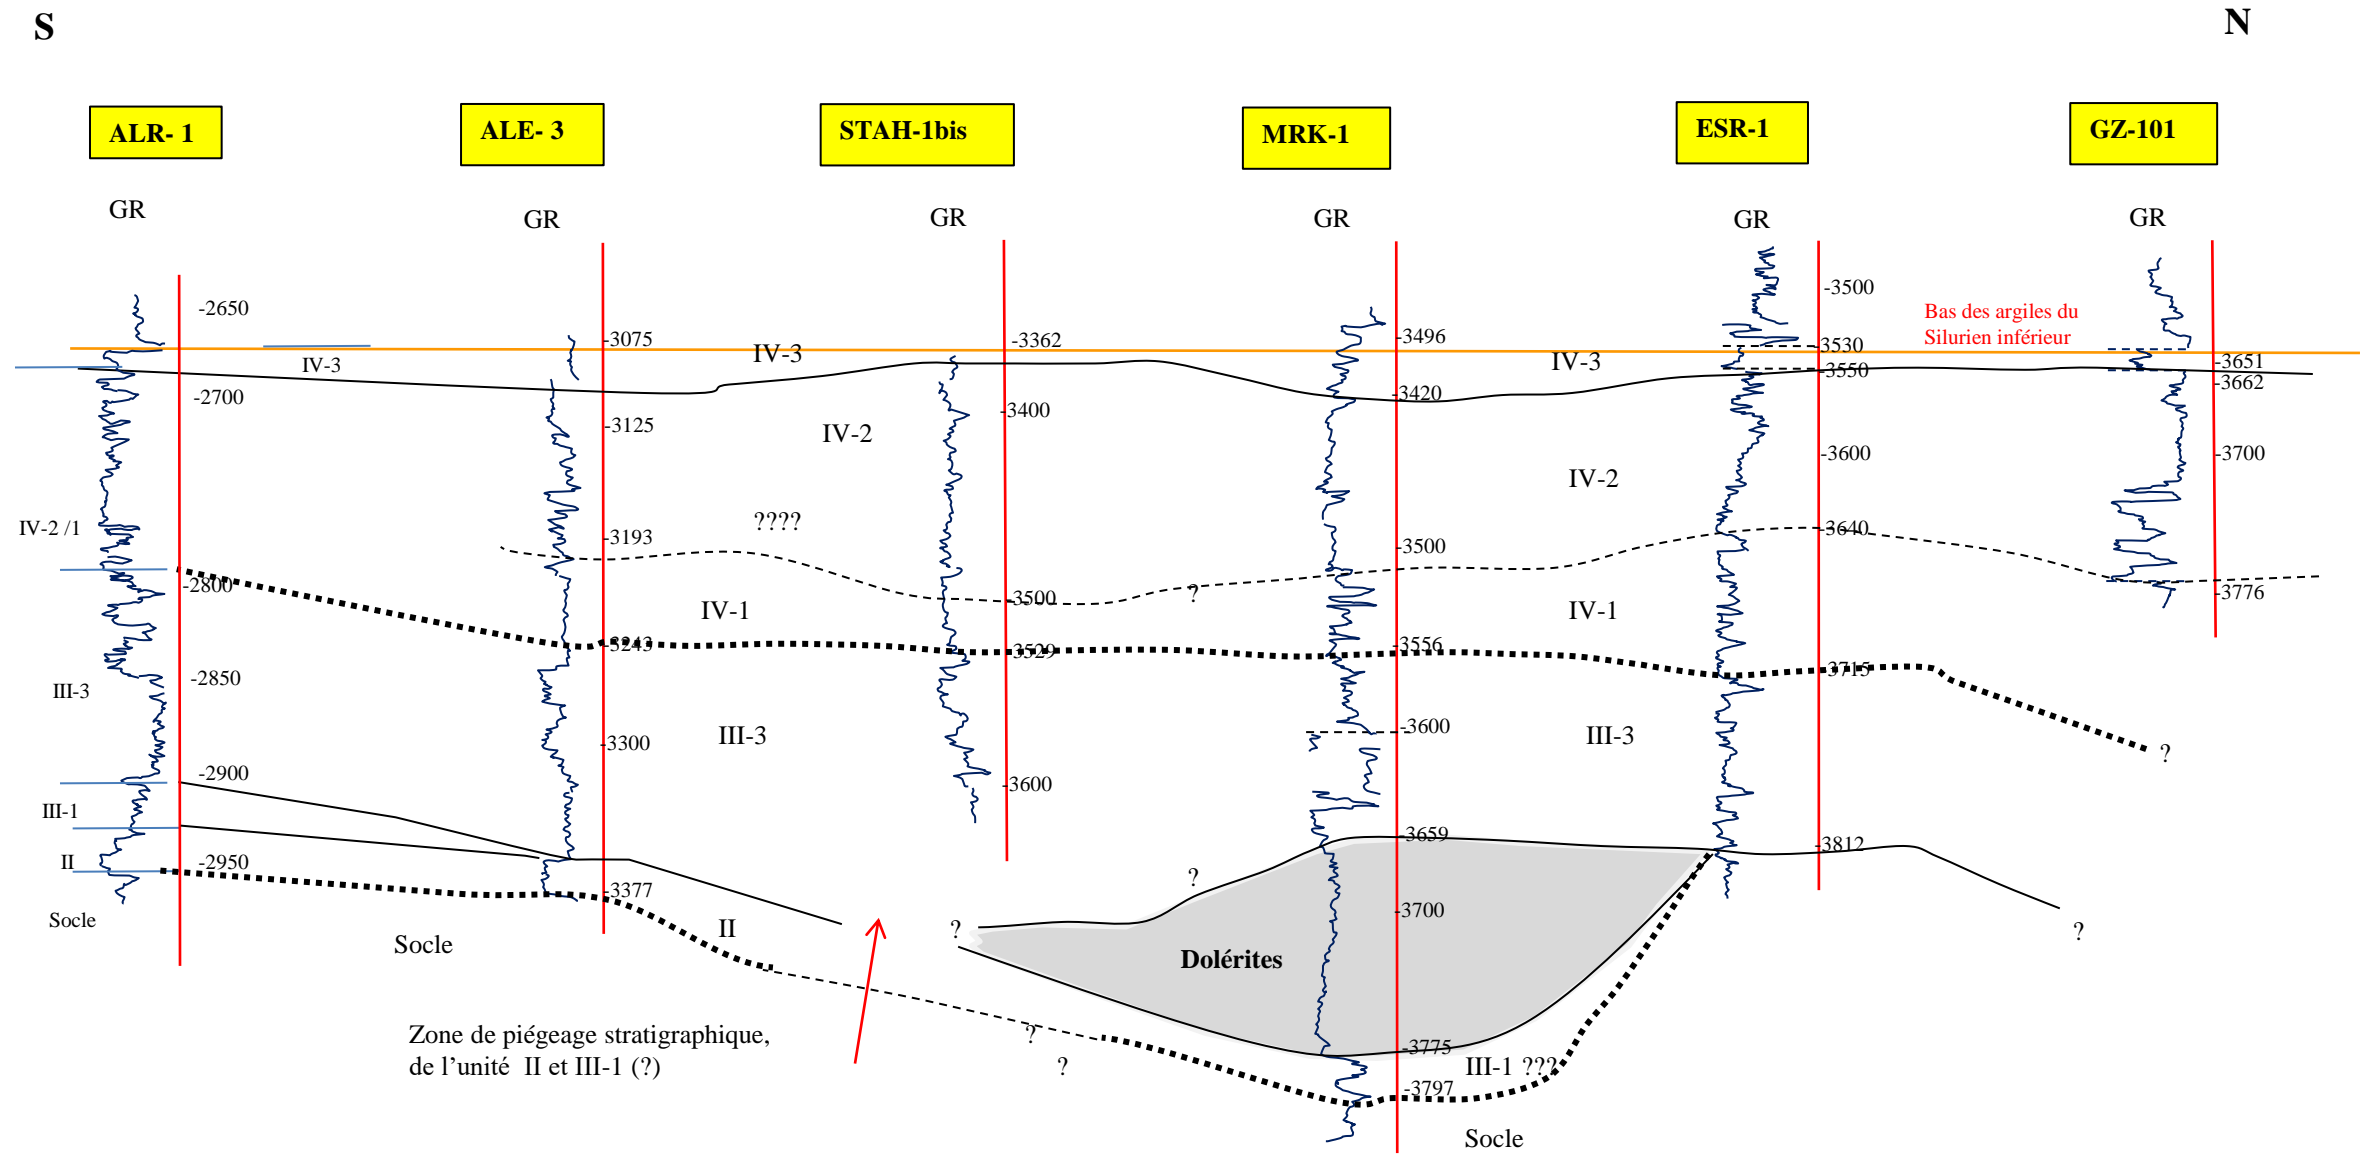 S
N
ALR- 1
ALE- 3
STAH-1bis
MRK-1
ESR-1
GZ-101
GR
GR
GR
GR
GR
GR
-2650
-3075
-3362
-3496
-3500
Bas des argiles du
Silurien inférieur
-3530
-3651
IV-3
IV-3
IV-3
-3550
-3662
-2700
-3125
-3400
-3420
IV-2
-3600
-3700
IV-2
IV-2 /1
????
-3193
-3500
-3640
-2800
IV-1
-3500
?
IV-1
-3776
-3243
-3529
-3556
-3715
III-3
-2850
III-3
-3300
-3600
III-3
?
-2900
-3600
III-1
-3659
-3812
II
-2950
-3377
?
-3700
Socle
Socle
II
?
Dolérites
?
Zone de piégeage stratigraphique,
de l’unité  II et III-1 (?)
?
?
-3775
III-1 ???
-3797
Socle